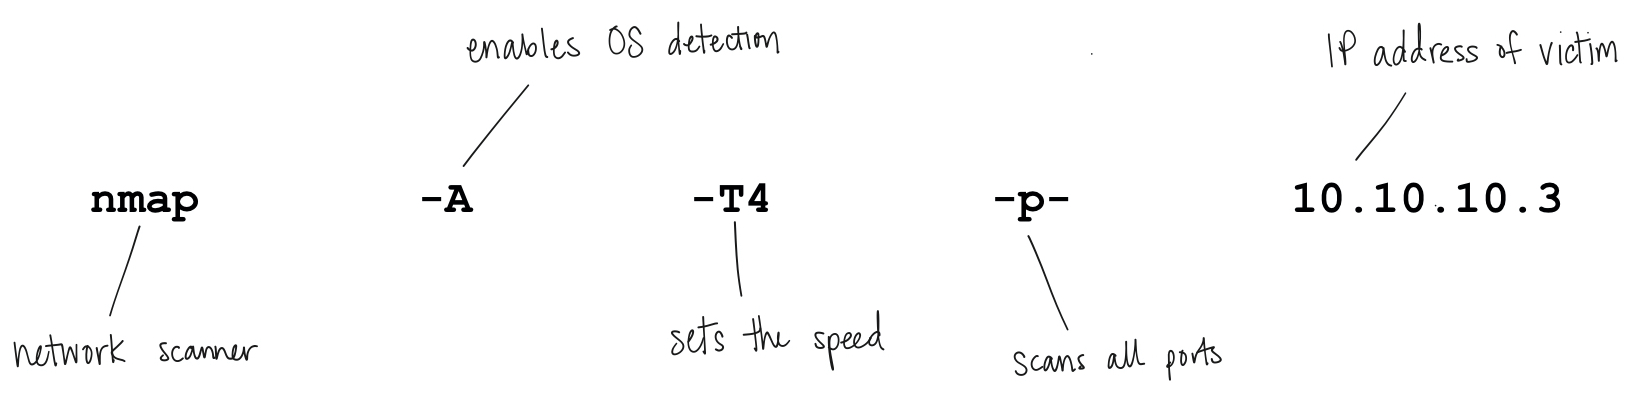 enables OS detection
IP address of victim
nmap -A -T4 -p- 10.10.10.3
network scanner
sets the speed
scans all ports